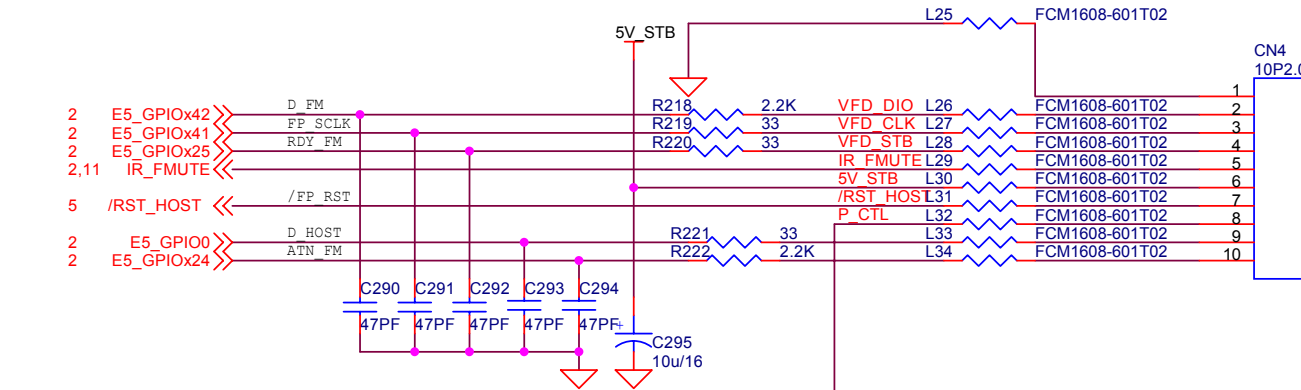 L25 FCM1608-601T02
5V_STB
CN4
10P2.0
1
2 E5_GPIOx42 D_FM R218 2.2K VFD_DIO L26 FCM1608-601T02 2
2 E5_GPIOx41 FP_SCLK R219 33 VFD_CLK L27 FCM1608-601T02 3
2 E5_GPIOx25 RDY_FM R220 33 VFD_STB L28 FCM1608-601T02 4
2,11 IR_FMUTE IR_FMUTE L29 FCM1608-601T02 5
5V_STB L30 FCM1608-601T02 6
5 /RST_HOST /FP_RST /RST_HOST L31 FCM1608-601T02 7
P_CTL L32 FCM1608-601T02 8
2 E5_GPIO0 D_HOST R221 33 L33 FCM1608-601T02 9
2 E5_GPIOx24 ATN_FM R222 2.2K L34 FCM1608-601T02 10
C290 C291 C292 C293 C294
47PF 47PF 47PF 47PF 47PF +
C295
10u/16